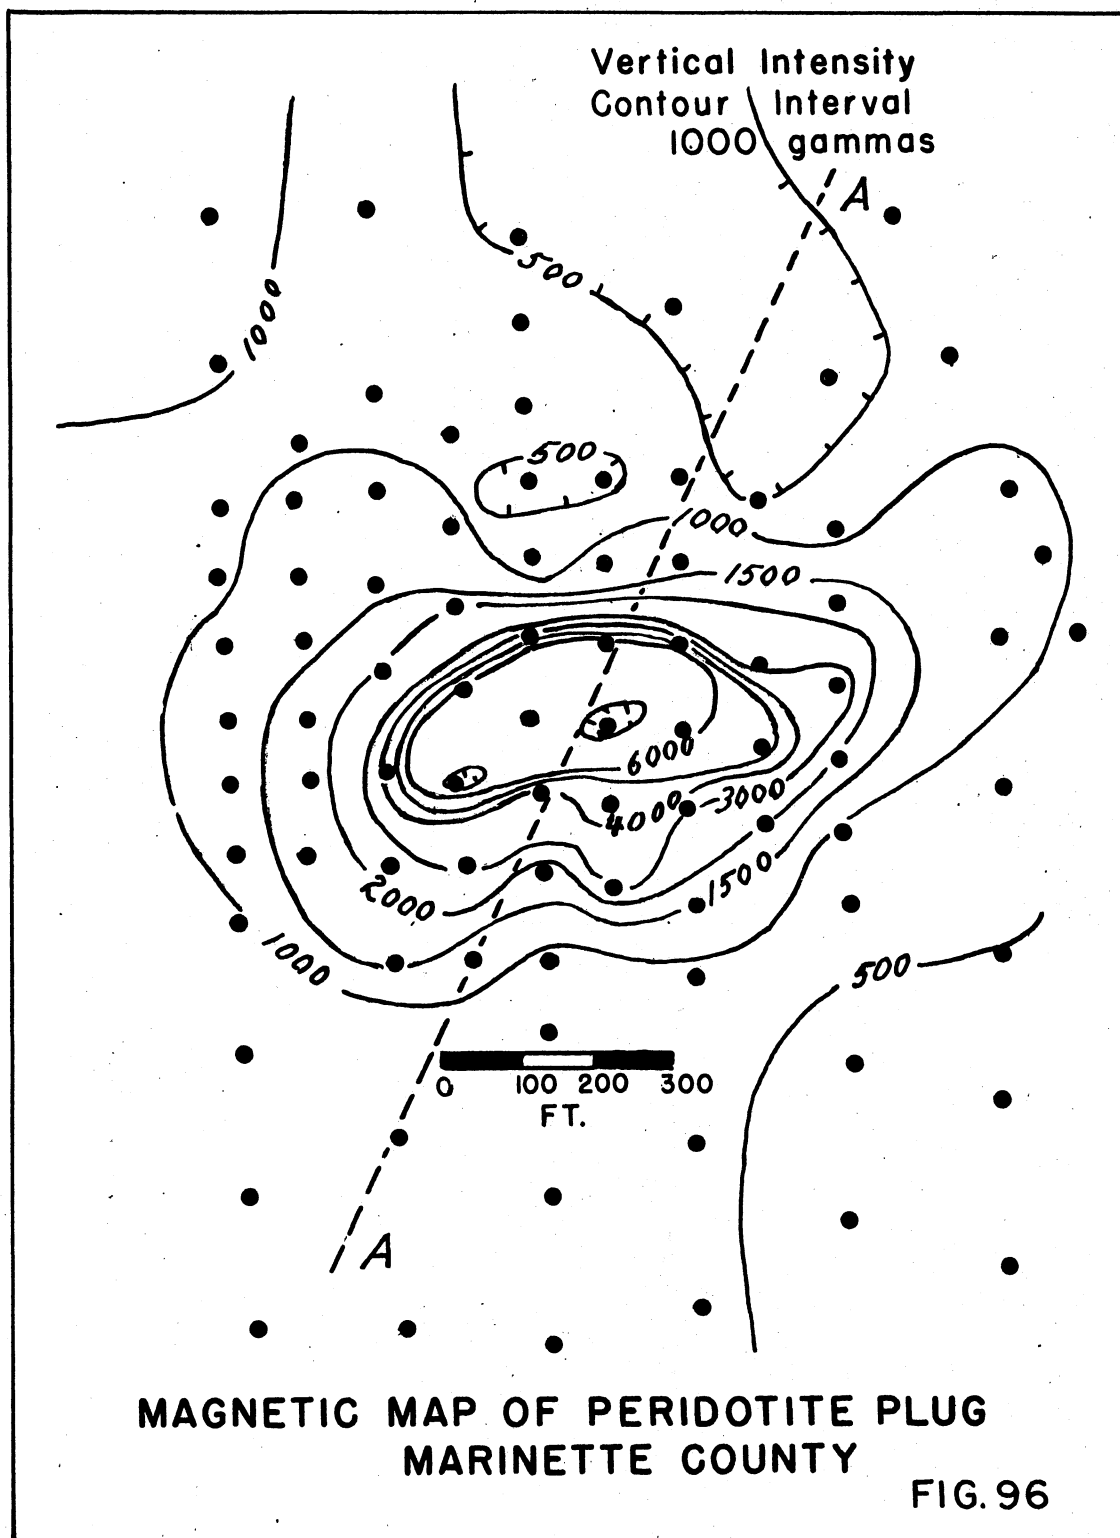 Vertical Intensity
Contour Interval
1000 gammas
A
500
1000
500
1000
1500
6000
4000
3000
2000
1500
1000
500
0 100 200 300
FT.
A
MAGNETIC MAP OF PERIDOTITE PLUG
MARINETTE COUNTY
FIG. 96